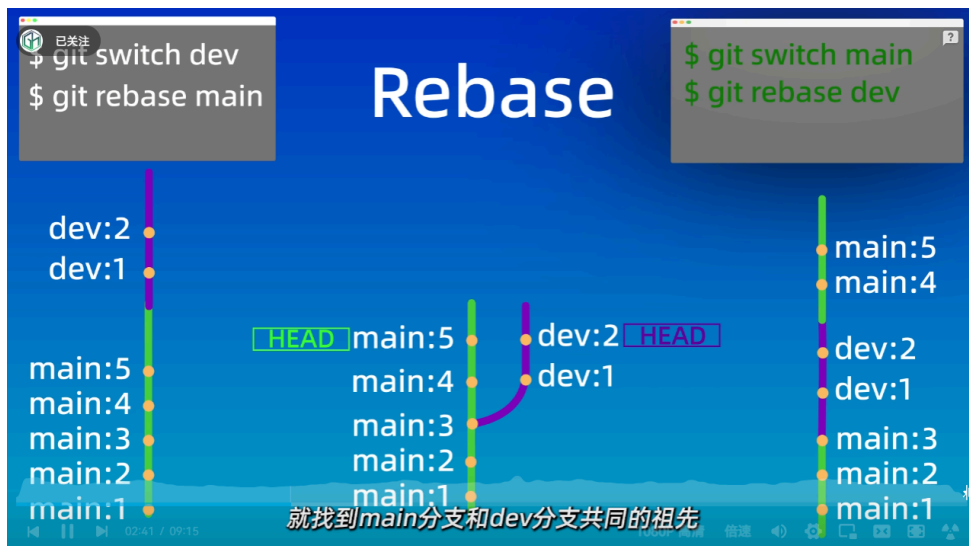 已关注
$ git switch dev
$ git rebase main
Rebase
$ git switch main
$ git rebase dev
?
dev:2
dev:1
main:5
main:4
main:3
main:2
main:1
HEAD main:5
main:4
main:3
main:2
main:1
dev:2 HEAD
dev:1
main:5
main:4
dev:2
dev:1
main:3
main:2
main:1
就找到main分支和dev分支共同的祖先
02:41 / 09:15
1080P 高清
倍速